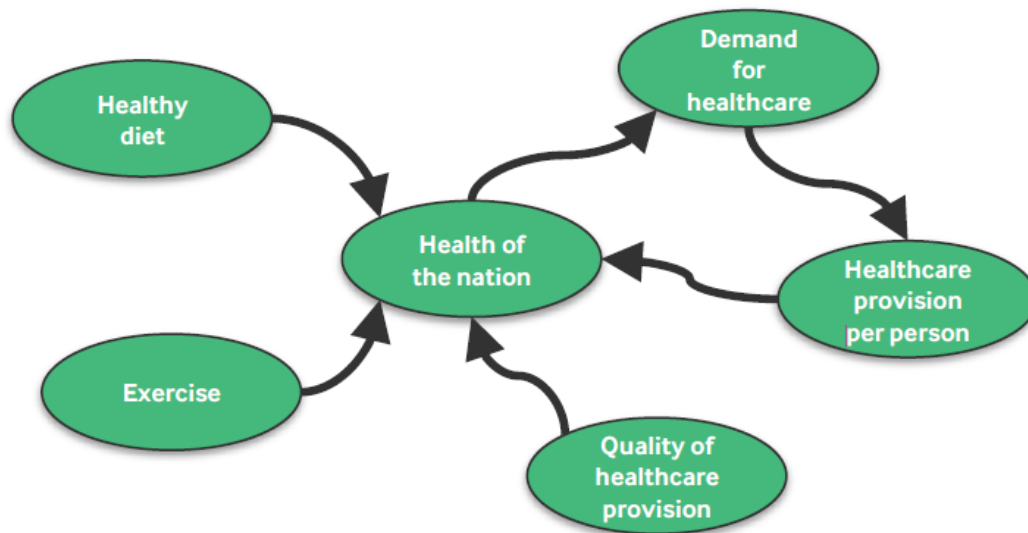 Demand
for
healthcare
Healthy
diet
Health of
the nation
Healthcare
provision
per person
Exercise
Quality of
healthcare
provision